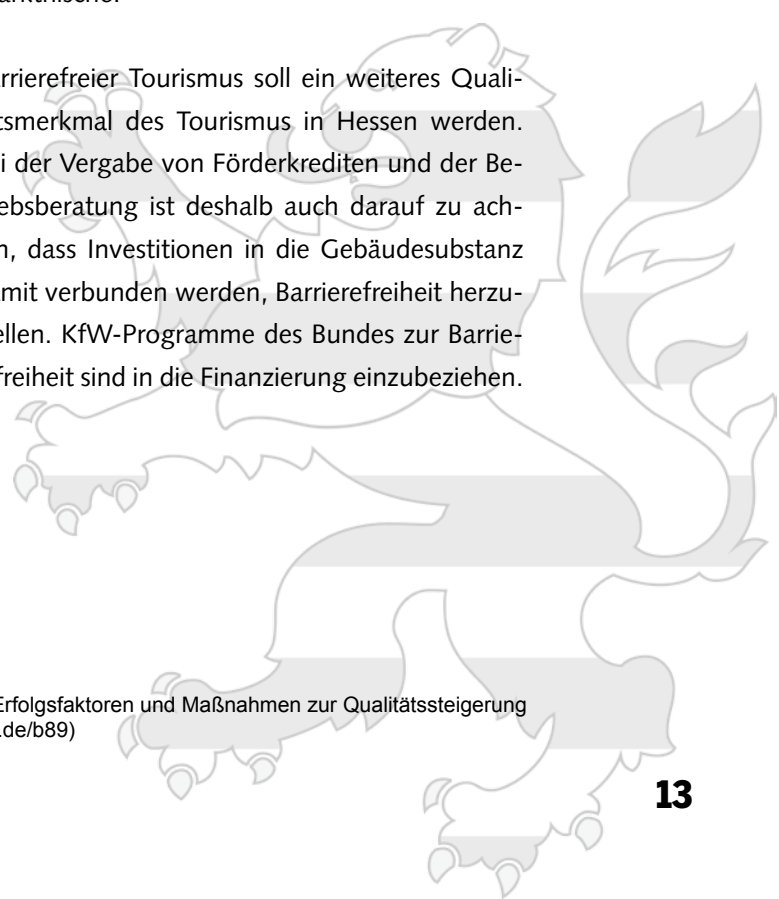 rrierefreier Tourismus soll ein weiteres Quali-
tsmerkmal des Tourismus in Hessen werden.
i der Vergabe von Förderkrediten und der Be-
ebsberatung ist deshalb auch darauf zu ach-
n, dass Investitionen in die Gebäudesubstanz
mit verbunden werden, Barrierefreiheit herzu-
ellen. KfW-Programme des Bundes zur Barrie-
freiheit sind in die Finanzierung einzubeziehen.
Erfolgsfaktoren und Maßnahmen zur Qualitätssteigerung
.de/b89)
13